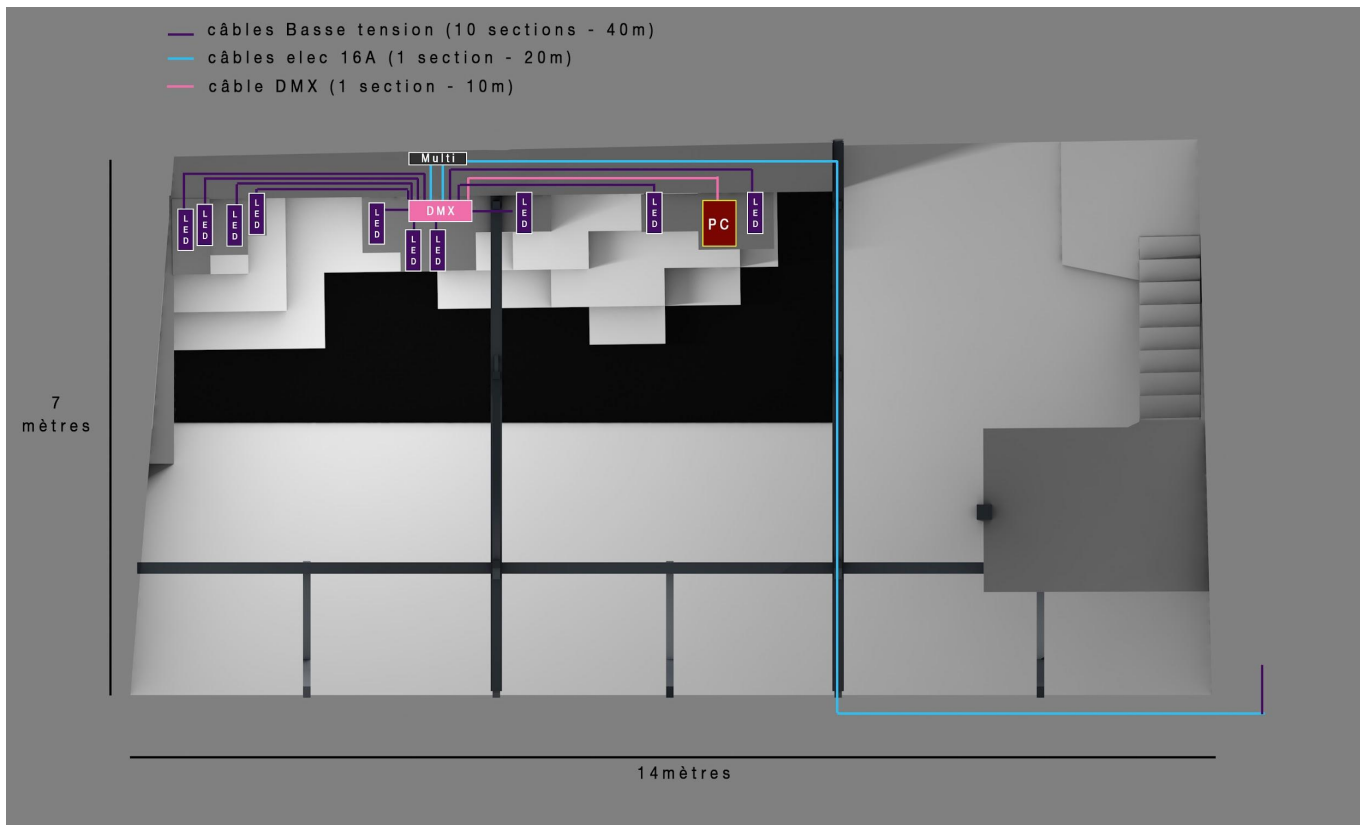 câbles Basse tension (10 sections - 40m)
câbles elec 16A (1 section - 20m)
câble DMX (1 section - 10m)
Multi
LED
LED
LED
LED
LED
DMX
LED
LED
LED
LED
PC
LED
7
mètres
14mètres